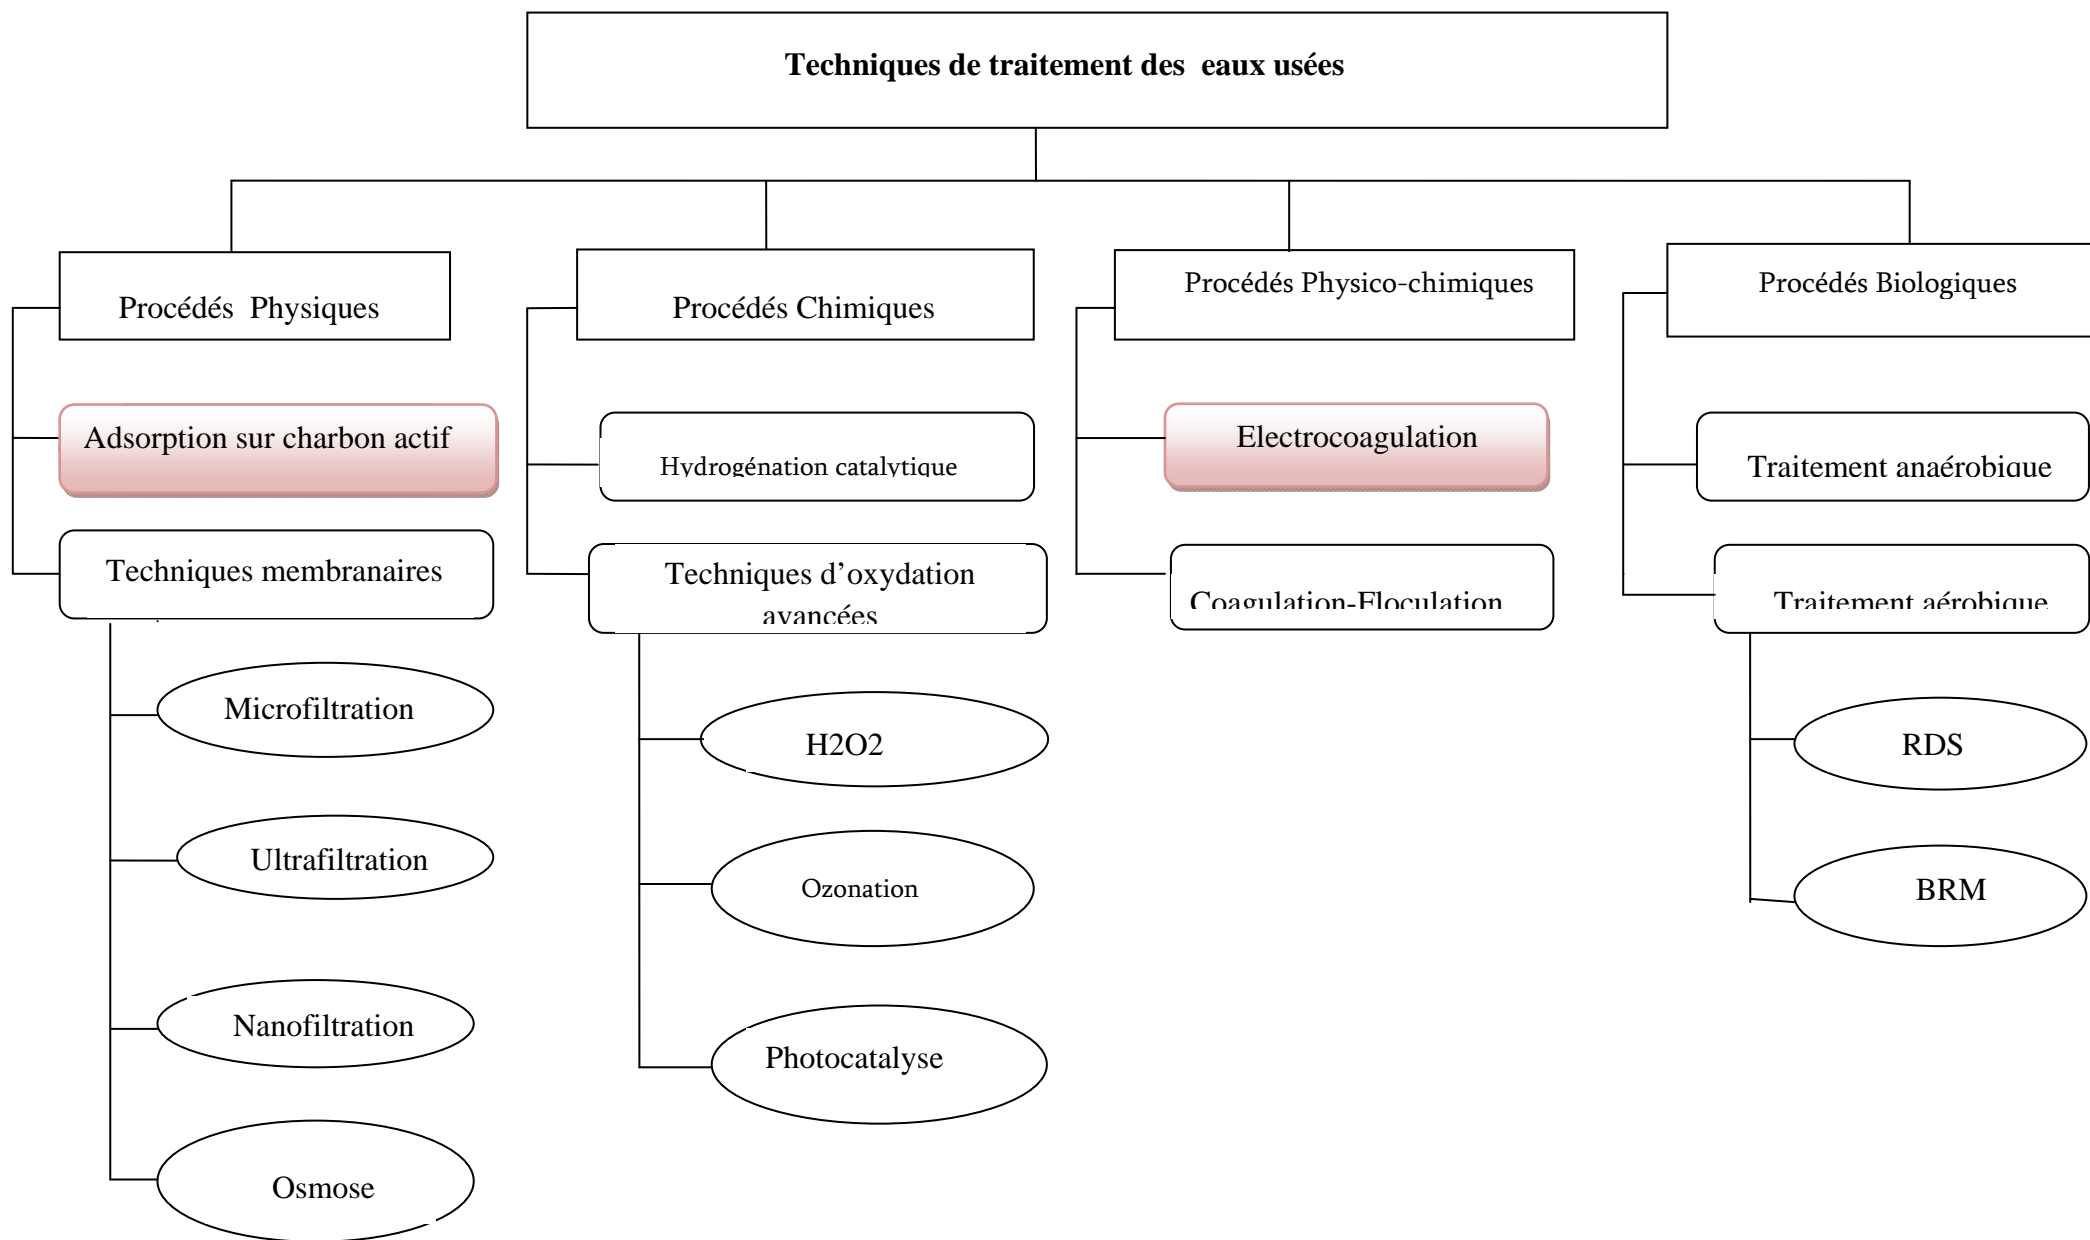 Techniques de traitement des eaux usées
Procédés Physiques
Procédés Chimiques
Procédés Physico-chimiques
Procédés Biologiques
Adsorption sur charbon actif
Hydrogénation catalytique
Electrocoagulation
Traitement anaérobique
Techniques membranaires
Techniques d’oxydation
avancées
Coagulation-Floculation
Traitement aérobique
Microfiltration
H2O2
RDS
Ultrafiltration
Ozonation
BRM
Nanofiltration
Photocatalyse
Osmose